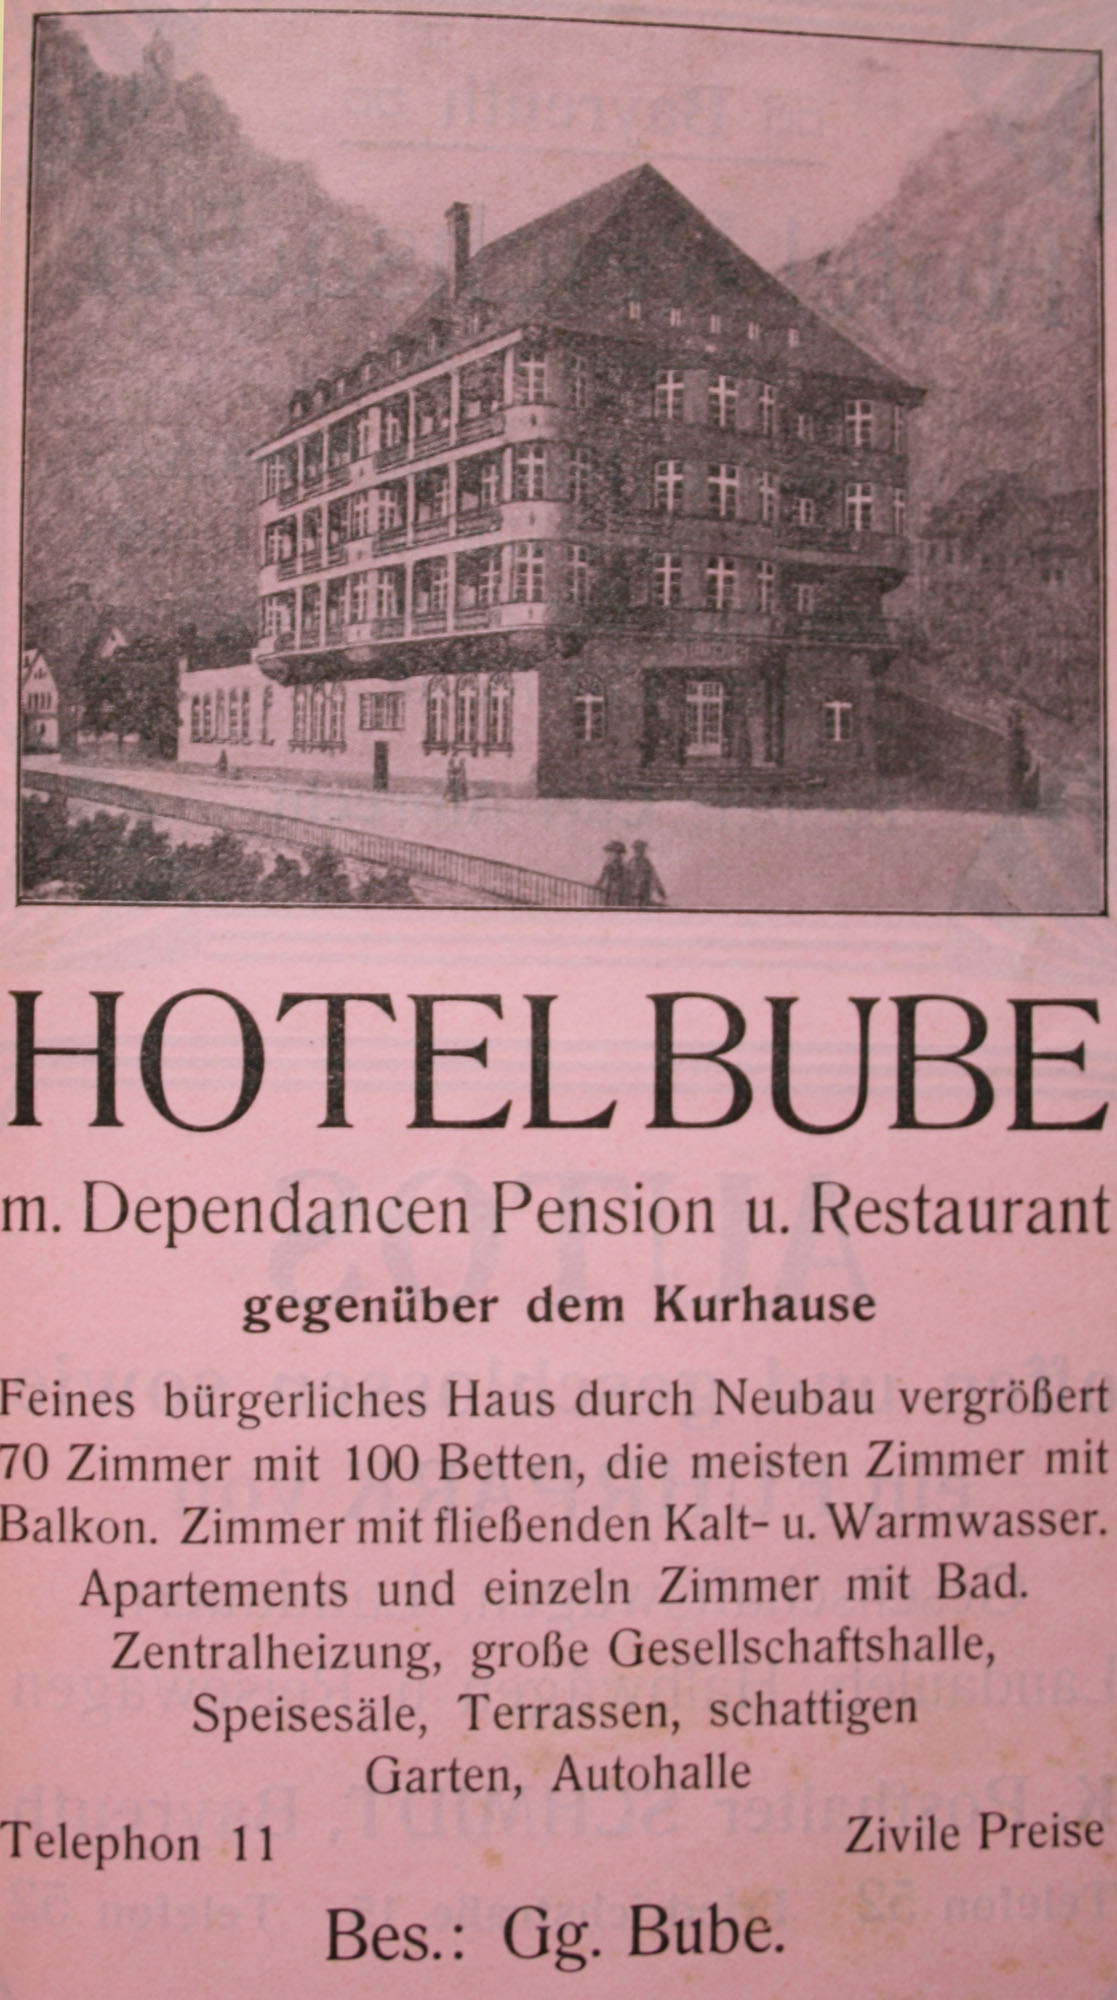 HOTEL BUBE
m. Dependancen Pension u. Restaurant
gegenüber dem Kurhause
Feines bürgerliches Haus durch Neubau vergrößert
70 Zimmer mit 100 Betten, die meisten Zimmer mit
Balkon. Zimmer mit fließenden Kalt- u. Warmwasser.
Apartements und einzeln Zimmer mit Bad.
Zentralheizung, große Gesellschaftshalle,
Speisesäle, Terrassen, schattigen
Garten, Autohalle
Telephon 11 Zivile Preise
Bes.: Gg. Bube.